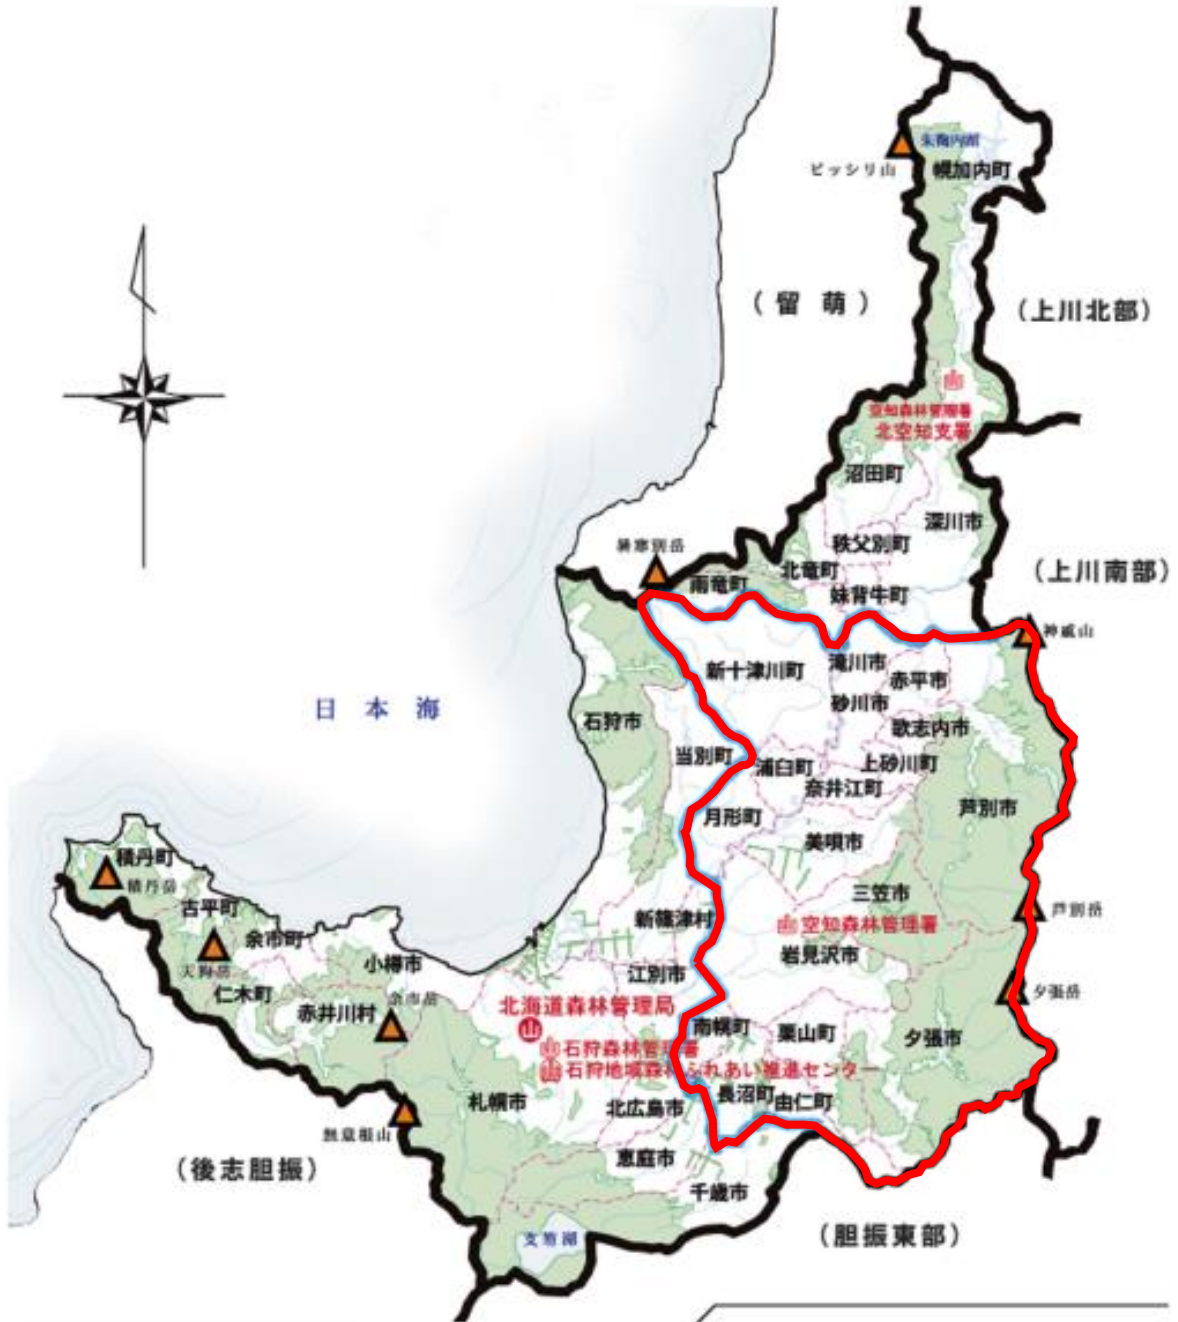 朱鞠内湖
ピッシリ山
幌加内町
(留 萌)
(上川北部)
空知森林管理署
北空知支署
沼田町
深川市
秩父別町
暑寒別岳
北竜町
雨竜町
妹背牛町
(上川南部)
神威山
新十津川町
滝川市
赤平市
砂川市
日 本 海
石狩市
歌志内市
当別町
浦臼町
上砂川町
奈井江町
芦別市
月形町
美唄市
積丹町
積丹岳
三笠市
古平町
新篠津村
空知森林管理署
芦別岳
余市町
岩見沢市
天狗岳
小樽市
江別市
仁木町
余市岳
夕張岳
赤井川村
北海道森林管理局
山
南幌町
栗山町
夕張市
石狩森林管理署
石狩地域森林ふれあい推進センター
札幌市
北広島市
長沼町
由仁町
無意根山
恵庭市
(後志胆振)
千歳市
支笏湖
(胆振東部)